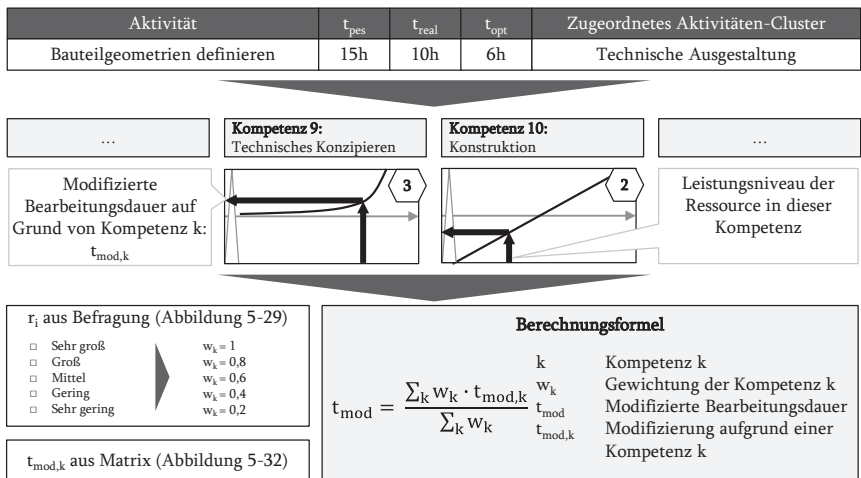 Aktivität t_pes t_real t_opt Zugeordnetes Aktivitäten-Cluster
Bauteilgeometrien definieren 15h 10h 6h Technische Ausgestaltung
...
Kompetenz 9:
Technisches Konzipieren
Kompetenz 10:
Konstruktion
...
Modifizierte
Bearbeitungsdauer auf
Grund von Kompetenz k:
t_mod,k
3
2
Leistungsniveau der
Ressource in dieser
Kompetenz
r_i aus Befragung (Abbildung 5-29)
□ Sehr groß w_k = 1
□ Groß w_k = 0,8
□ Mittel w_k = 0,6
□ Gering w_k = 0,4
□ Sehr gering w_k = 0,2
t_mod,k aus Matrix (Abbildung 5-32)
Berechnungsformel
t_mod = ∑_k w_k · t_mod,k / ∑_k w_k
k Kompetenz k
w_k Gewichtung der Kompetenz k
t_mod Modifizierte Bearbeitungsdauer
t_mod,k Modifizierung aufgrund einer
Kompetenz k